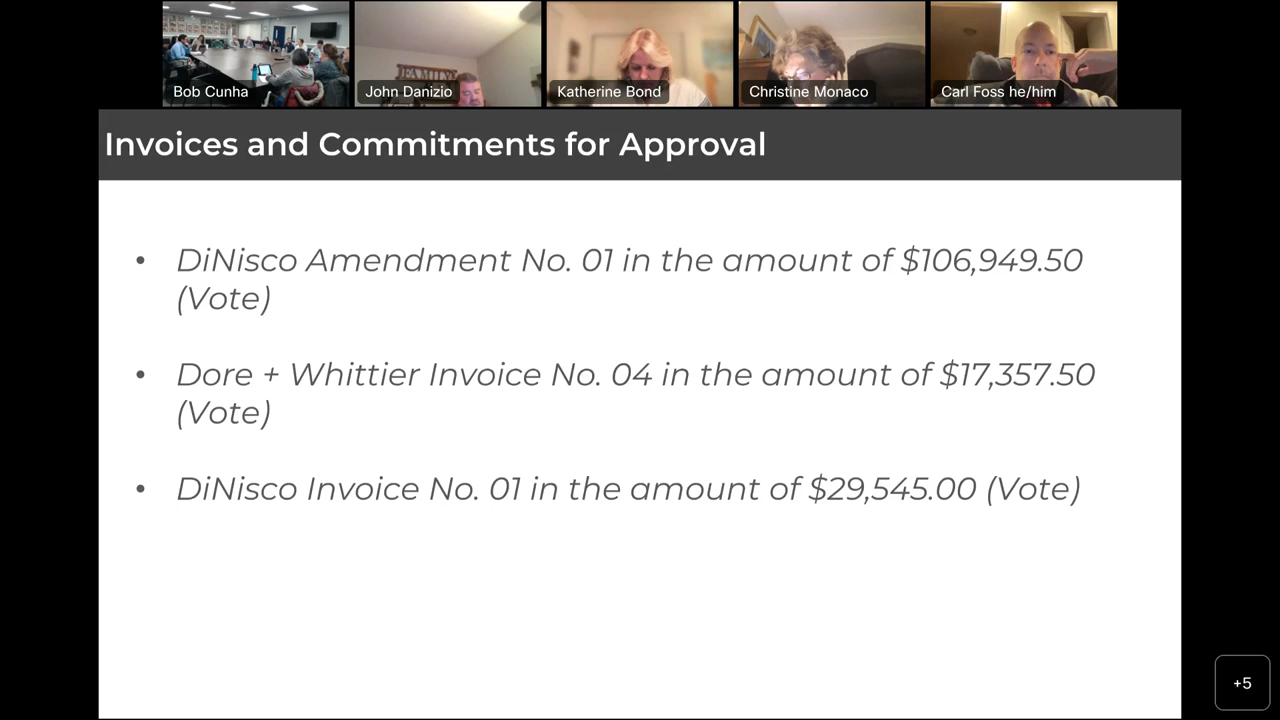 Bob Cunha
John Danizio
Katherine Bond
Christine Monaco
Carl Foss he/him
FAMILY
Invoices and Commitments for Approval
• DiNisco Amendment No. 01 in the amount of $106,949.50
(Vote)
• Dore + Whittier Invoice No. 04 in the amount of $17,357.50
(Vote)
• DiNisco Invoice No. 01 in the amount of $29,545.00 (Vote)
+5